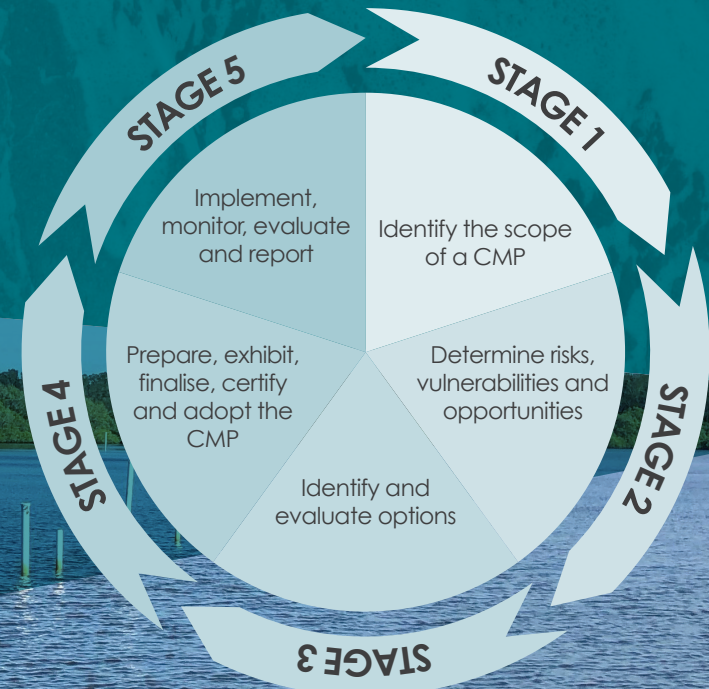 STAGE 1
Identify the scope
of a CMP
STAGE 2
Determine risks,
vulnerabilities and
opportunities
STAGE 3
Identify and
evaluate options
STAGE 4
Prepare, exhibit,
finalise, certify
and adopt the
CMP
STAGE 5
Implement,
monitor, evaluate
and report